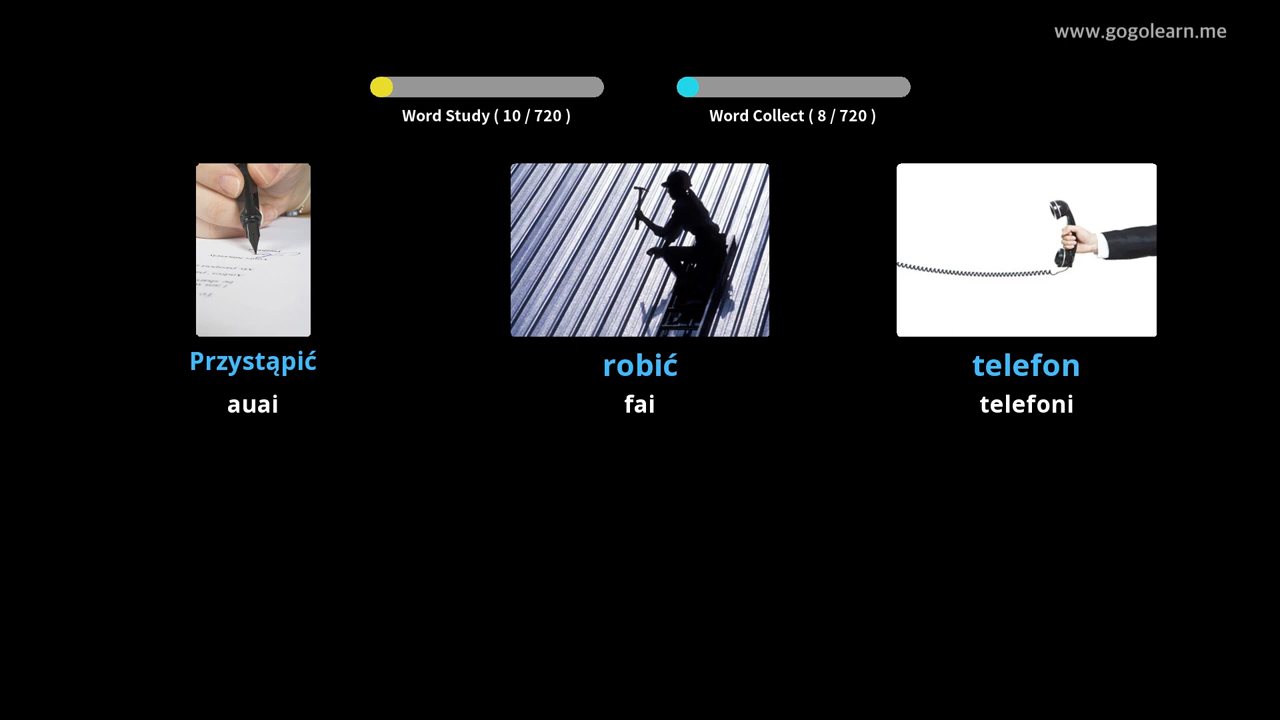 www.gogolearn.me
Word Study ( 10 / 720 )
Word Collect ( 8 / 720 )
Przystąpić
robić
telefon
auai
fai
telefoni